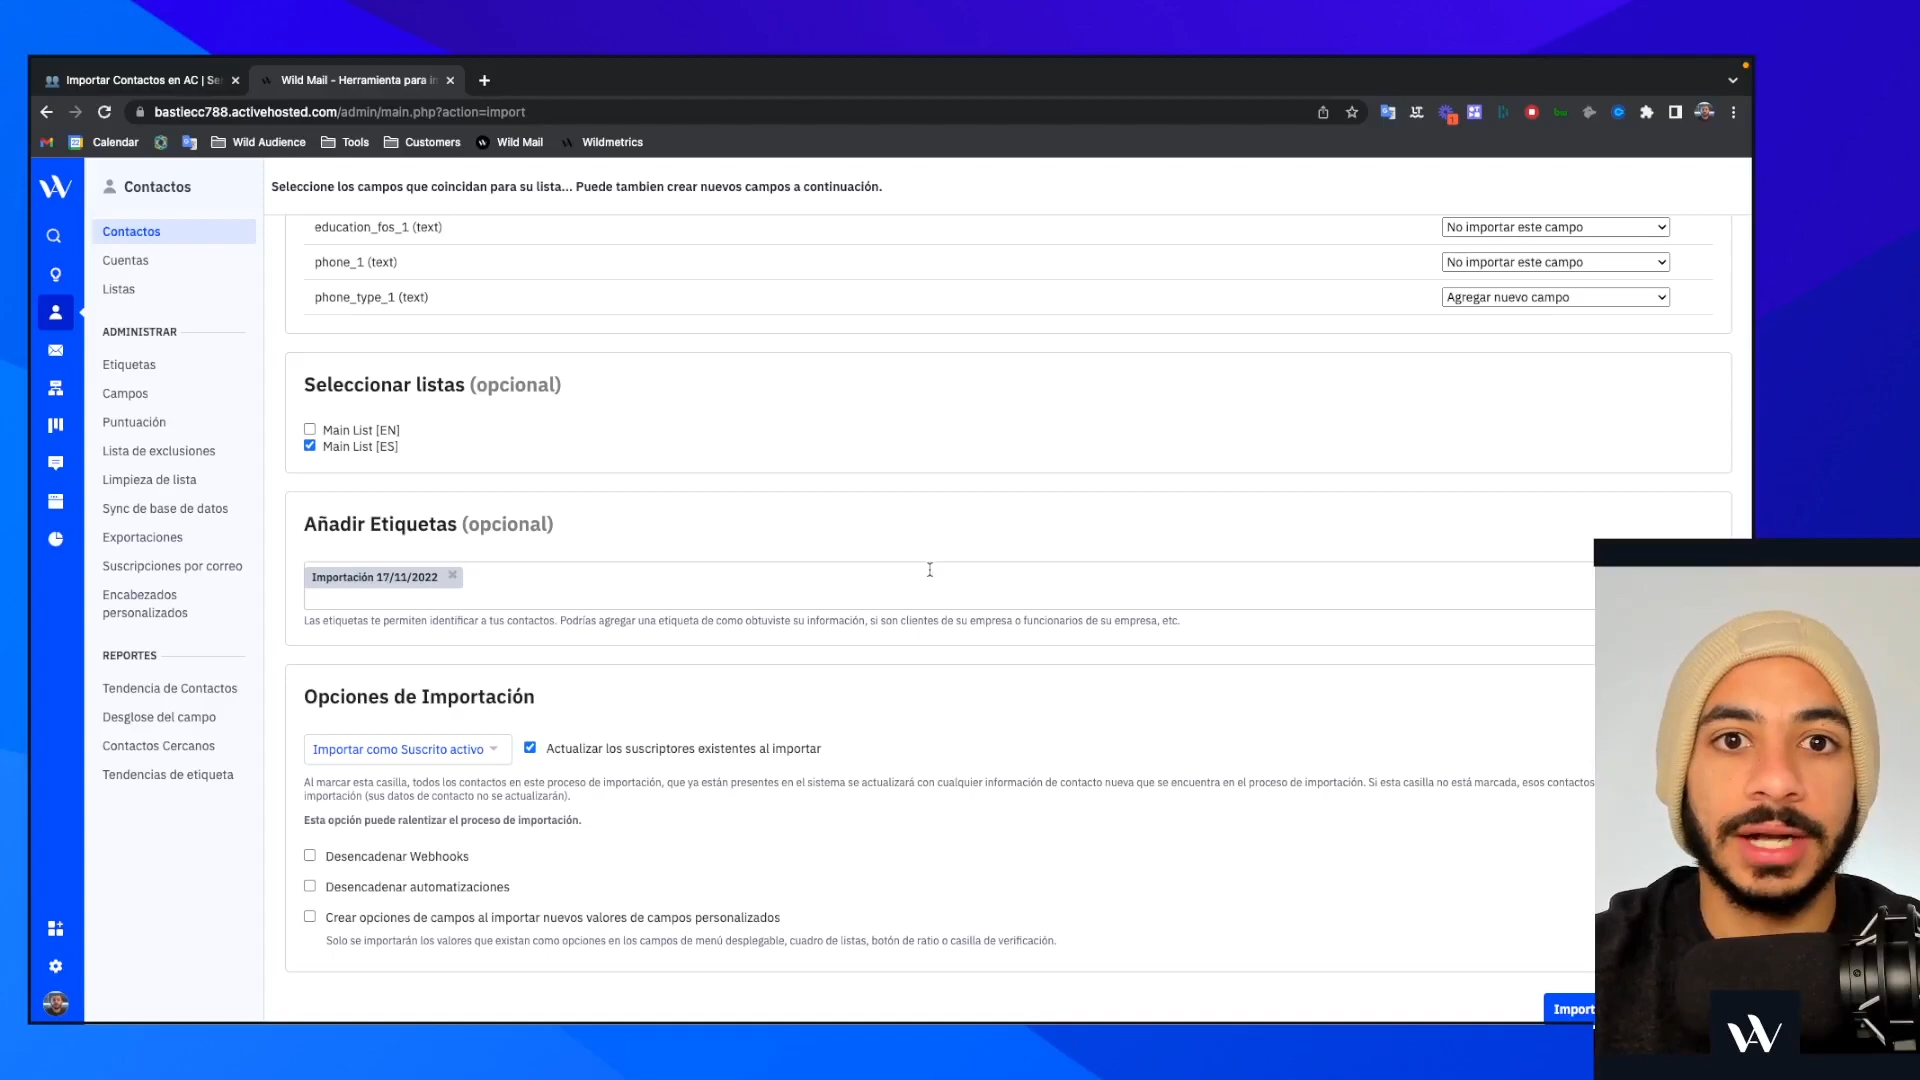 Importar Contactos en AC | Se
Wild Mail - Herramienta para in
bastiecc788.activehosted.com/admin/main.php?action=import
Calendar
Wild Audience
Tools
Customers
Wild Mail
Wildmetrics
Contactos
Seleccione los campos que coincidan para su lista... Puede tambien crear nuevos campos a continuación.
Contactos
Cuentas
Listas
ADMINISTRAR
Etiquetas
Campos
Puntuación
Lista de exclusiones
Limpieza de lista
Sync de base de datos
Exportaciones
Suscripciones por correo
Encabezados
personalizados
REPORTES
Tendencia de Contactos
Desglose del campo
Contactos Cercanos
Tendencias de etiqueta
education_fos_1 (text)
No importar este campo
phone_1 (text)
No importar este campo
phone_type_1 (text)
Agregar nuevo campo
Seleccionar listas (opcional)
Main List [EN]
Main List [ES]
Añadir Etiquetas (opcional)
Importación 17/11/2022
Las etiquetas te permiten identificar a tus contactos. Podrías agregar una etiqueta de como obtuviste su información, si son clientes de su empresa o funcionarios de su empresa, etc.
Opciones de Importación
Importar como Suscrito activo
Actualizar los suscriptores existentes al importar
Al marcar esta casilla, todos los contactos en este proceso de importación, que ya están presentes en el sistema se actualizará con cualquier información de contacto nueva que se encuentra en el proceso de importación. Si esta casilla no está marcada, esos contactos
importación (sus datos de contacto no se actualizarán).
Esta opción puede ralentizar el proceso de importación.
Desencadenar Webhooks
Desencadenar automatizaciones
Crear opciones de campos al importar nuevos valores de campos personalizados
Solo se importarán los valores que existan como opciones en los campos de menú desplegable, cuadro de listas, botón de ratio o casilla de verificación.
Import